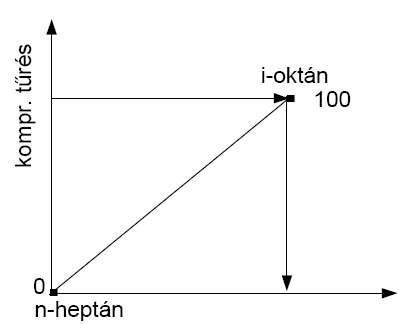 i-oktán
100
kompr. tűrés
0
n-heptán